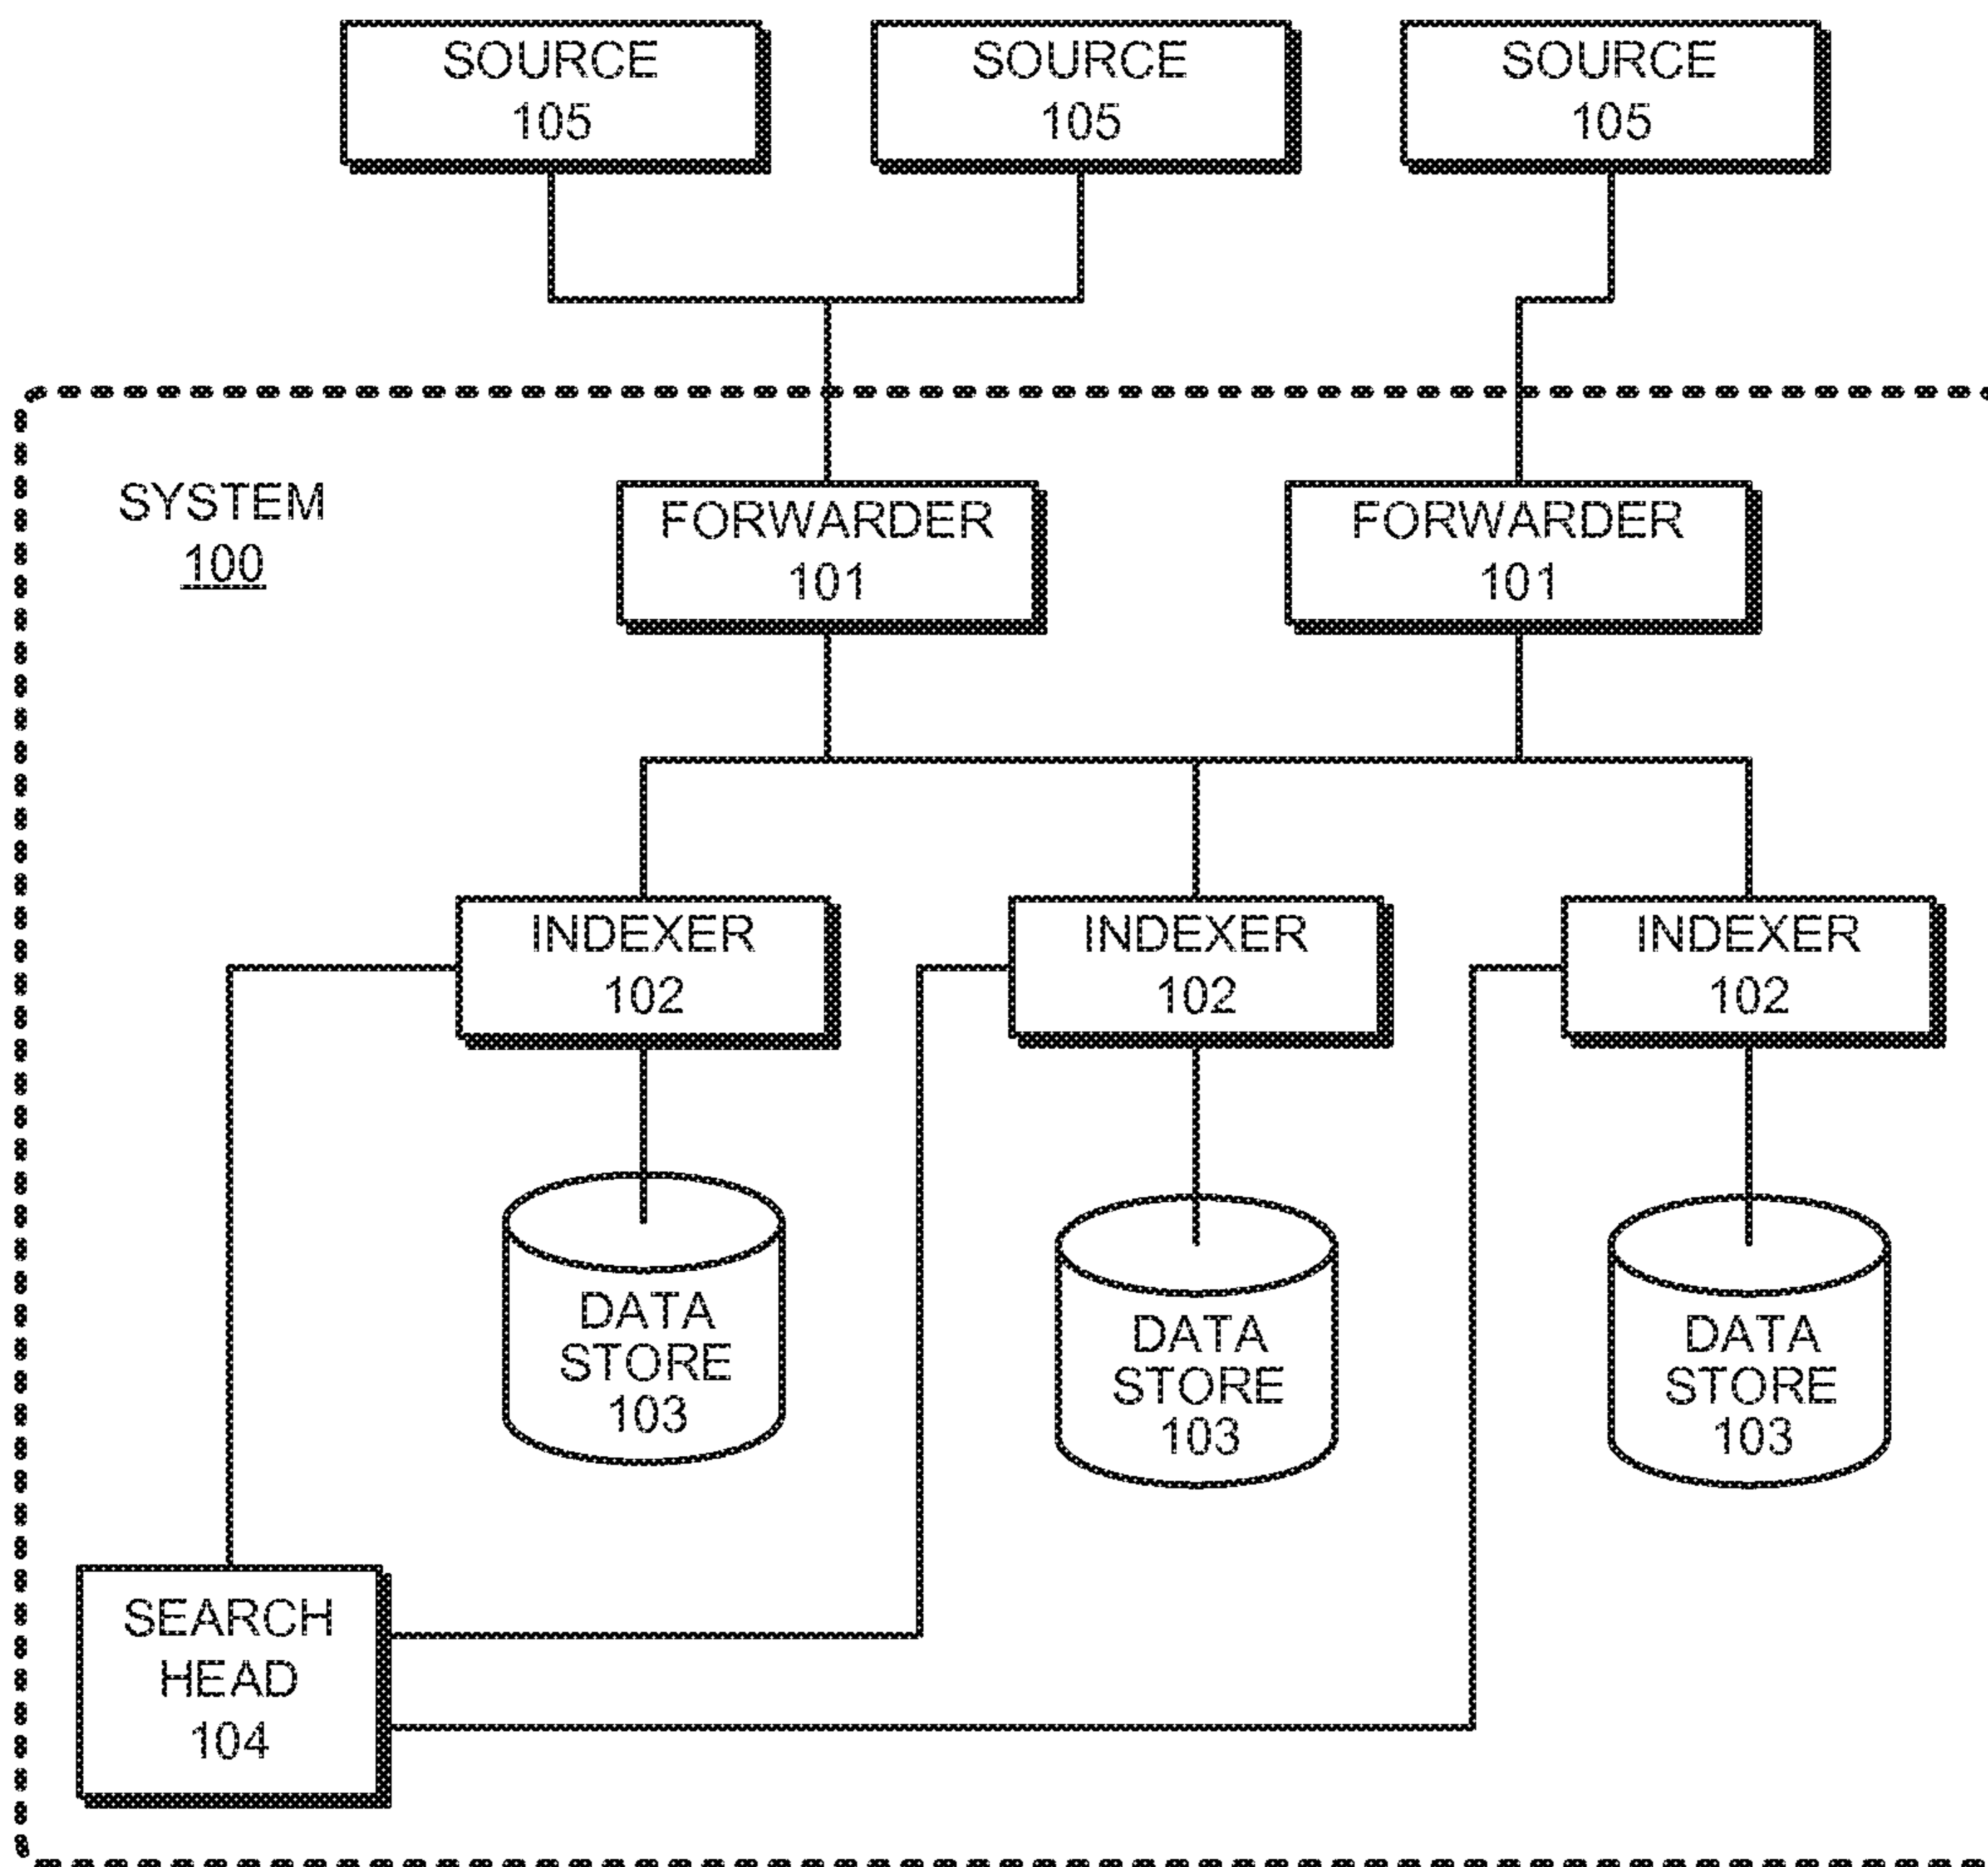 SOURCE
105
SOURCE
105
SOURCE
105
SYSTEM
100
FORWARDER
101
FORWARDER
101
INDEXER
102
INDEXER
102
INDEXER
102
DATA
STORE
103
DATA
STORE
103
DATA
STORE
103
SEARCH
HEAD
104